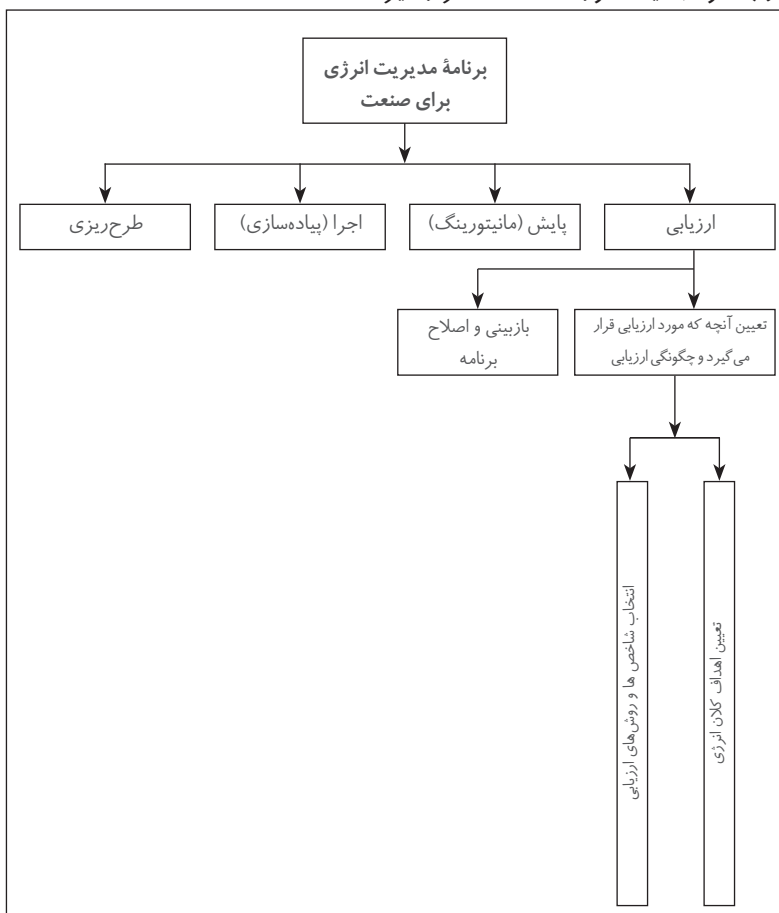 برنامهٔ مدیریت انرژی
برای صنعت
ارزیابی
پایش (مانیتورینگ)
اجرا (پیاده‌سازی)
طرح‌ریزی
تعیین آنچه که مورد ارزیابی قرار
می گیرد و چگونگی ارزیابی
بازبینی و اصلاح
برنامه
تعیین اهداف کلان انرژی
انتخاب شاخص ها و روش‌های ارزیابی